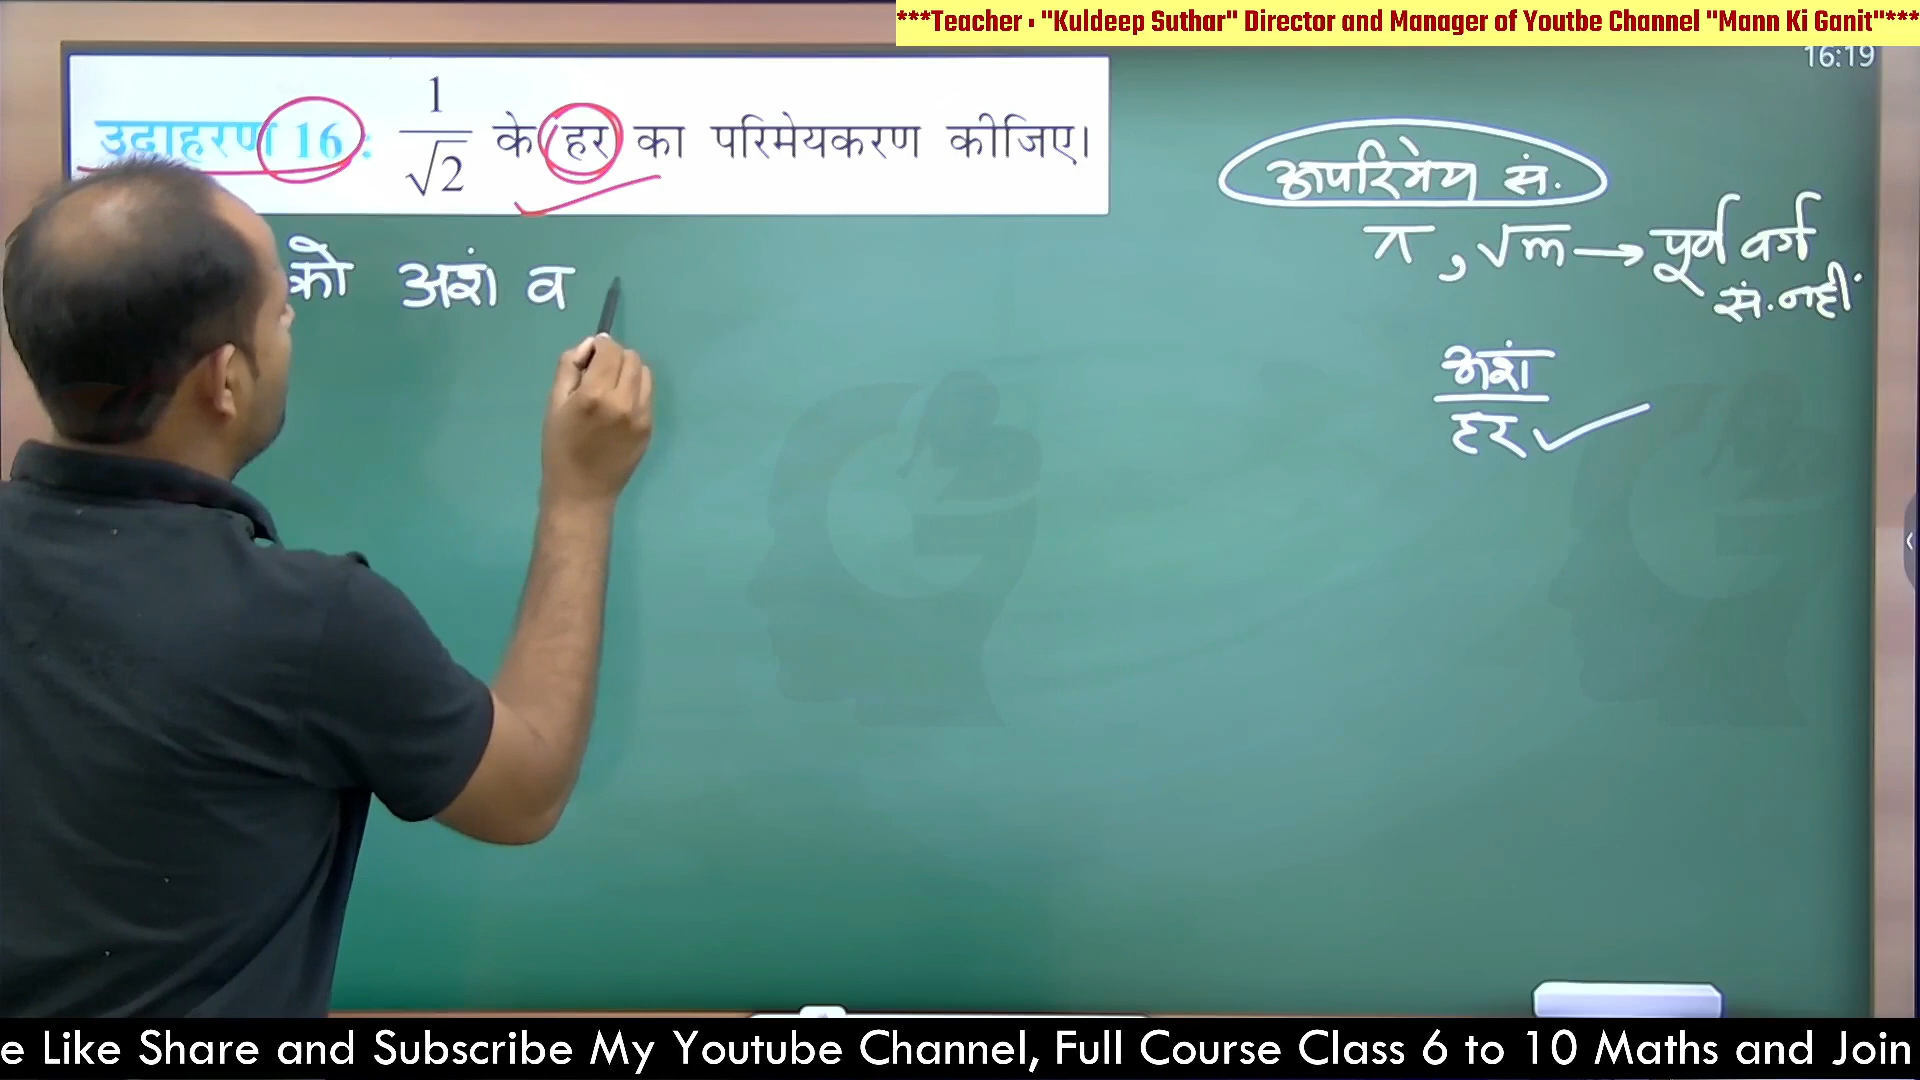 ***Teacher : "Kuldeep Suthar" Director and Manager of Youtbe Channel "Mann Ki Ganit"***
16:19
उदाहरण 16 : 1/√2 के हर का परिमेयकरण कीजिए।
अपरिमेय सं.
π, √m → पूर्ण वर्ग
सं. नहीं
को अशं व
अशं
हर ✓
e Like Share and Subscribe My Youtube Channel, Full Course Class 6 to 10 Maths and Join